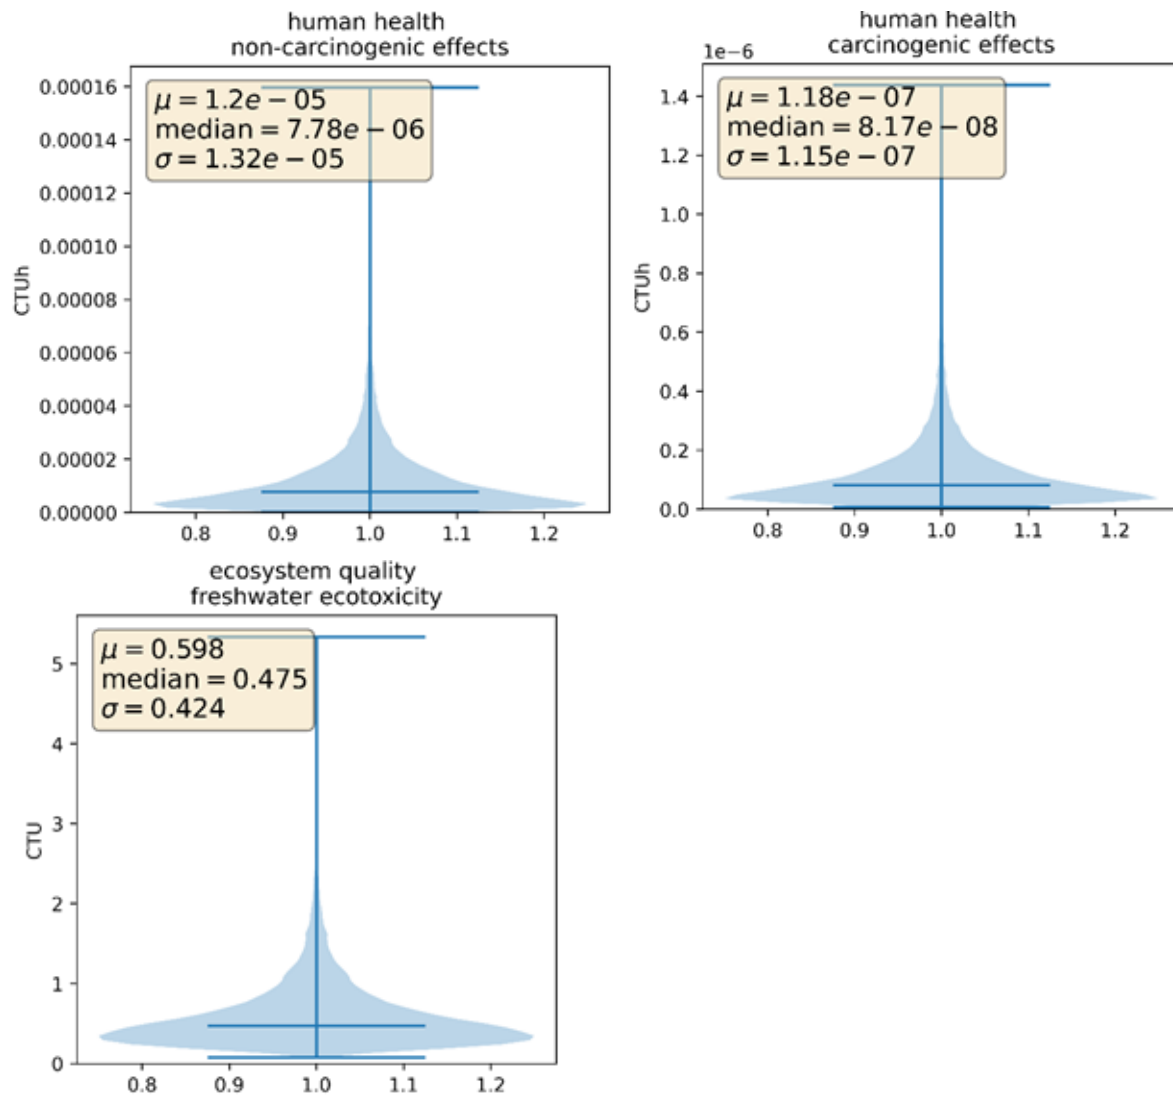 human health
non-carcinogenic effects
μ = 1.2e − 05
median = 7.78e − 06
σ = 1.32e − 05
0.00016
0.00014
0.00012
0.00010
0.00008
0.00006
0.00004
0.00002
0.00000
CTUh
0.8 0.9 1.0 1.1 1.2
human health
carcinogenic effects
1e−6
μ = 1.18e − 07
median = 8.17e − 08
σ = 1.15e − 07
1.4
1.2
1.0
0.8
0.6
0.4
0.2
0.0
CTUh
0.8 0.9 1.0 1.1 1.2
ecosystem quality
freshwater ecotoxicity
μ = 0.598
median = 0.475
σ = 0.424
5
4
3
2
1
0
CTU
0.8 0.9 1.0 1.1 1.2